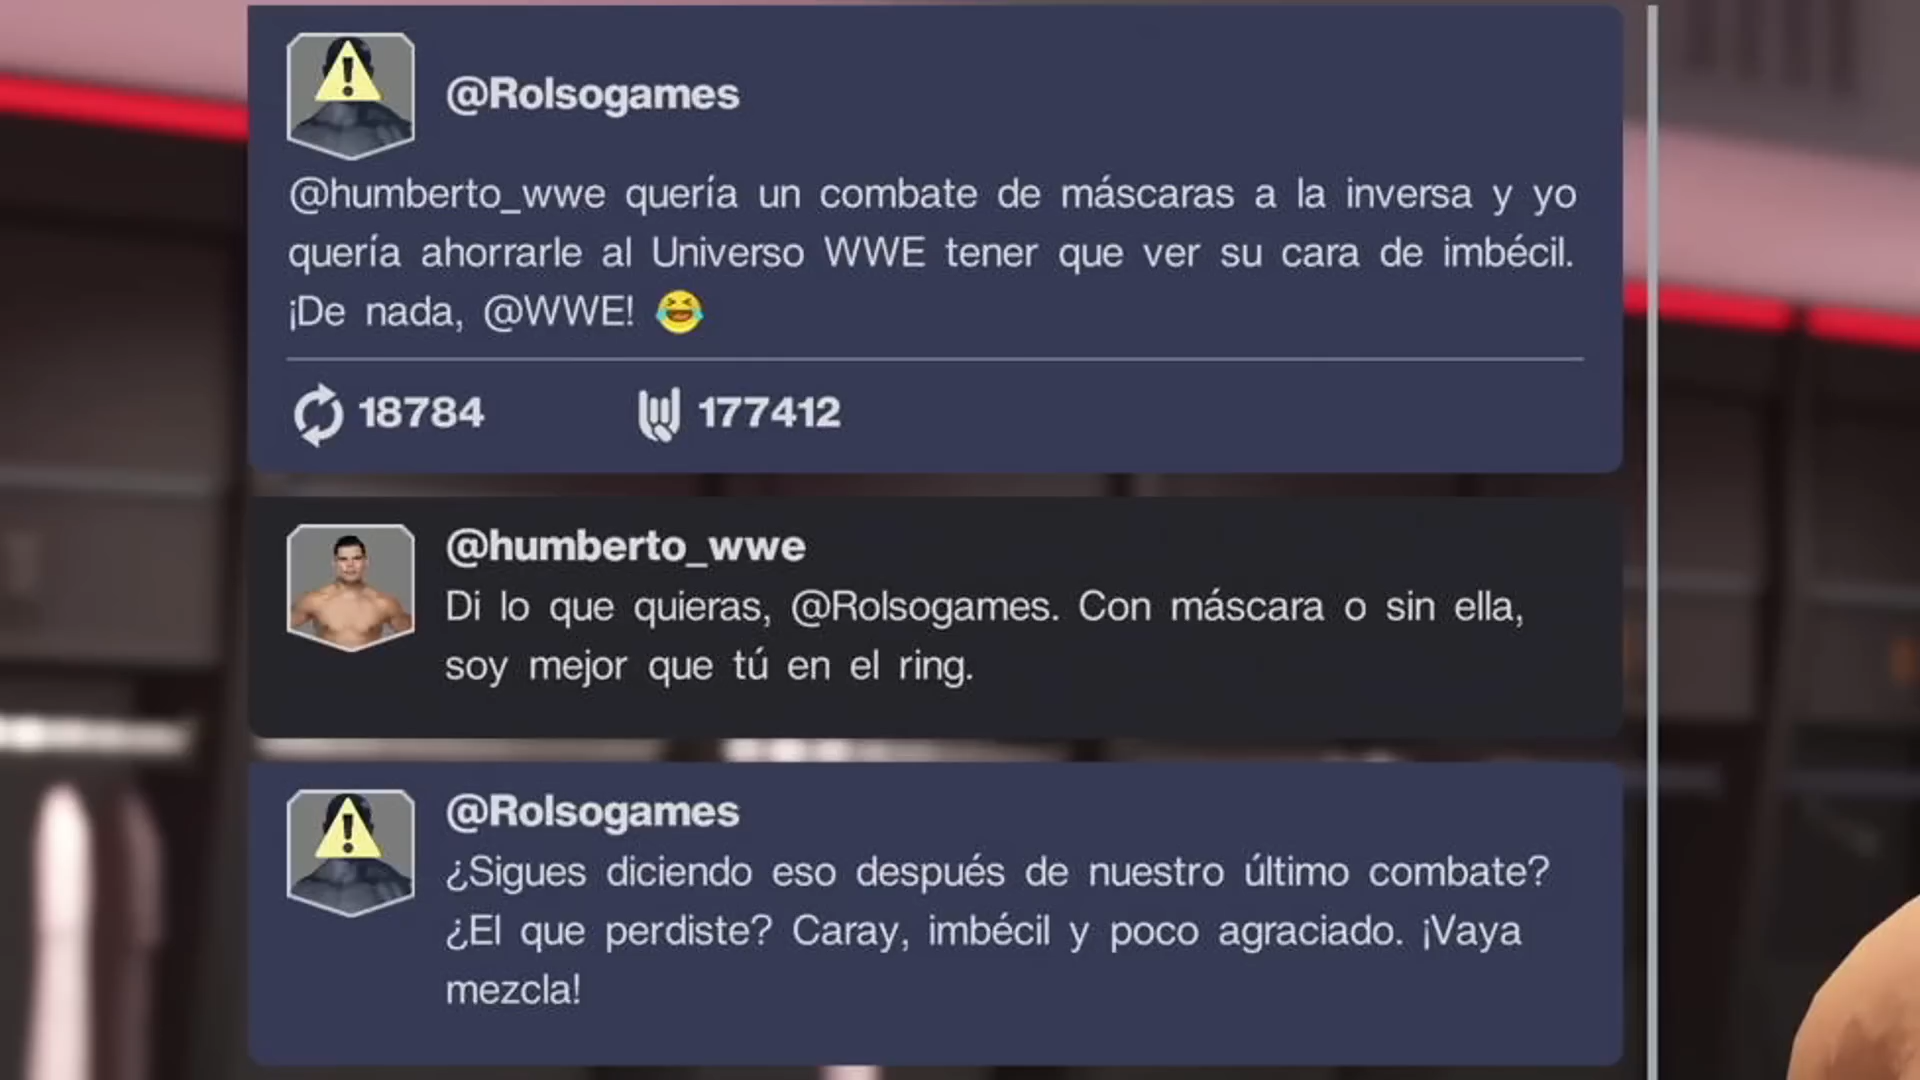 @Rolsogames
@humberto_wwe quería un combate de máscaras a la inversa y yo
quería ahorrarle al Universo WWE tener que ver su cara de imbécil.
¡De nada, @WWE! 😆
18784 177412
@humberto_wwe
Di lo que quieras, @Rolsogames. Con máscara o sin ella,
soy mejor que tú en el ring.
@Rolsogames
¿Sigues diciendo eso después de nuestro último combate?
¿El que perdiste? Caray, imbécil y poco agraciado. ¡Vaya
mezcla!